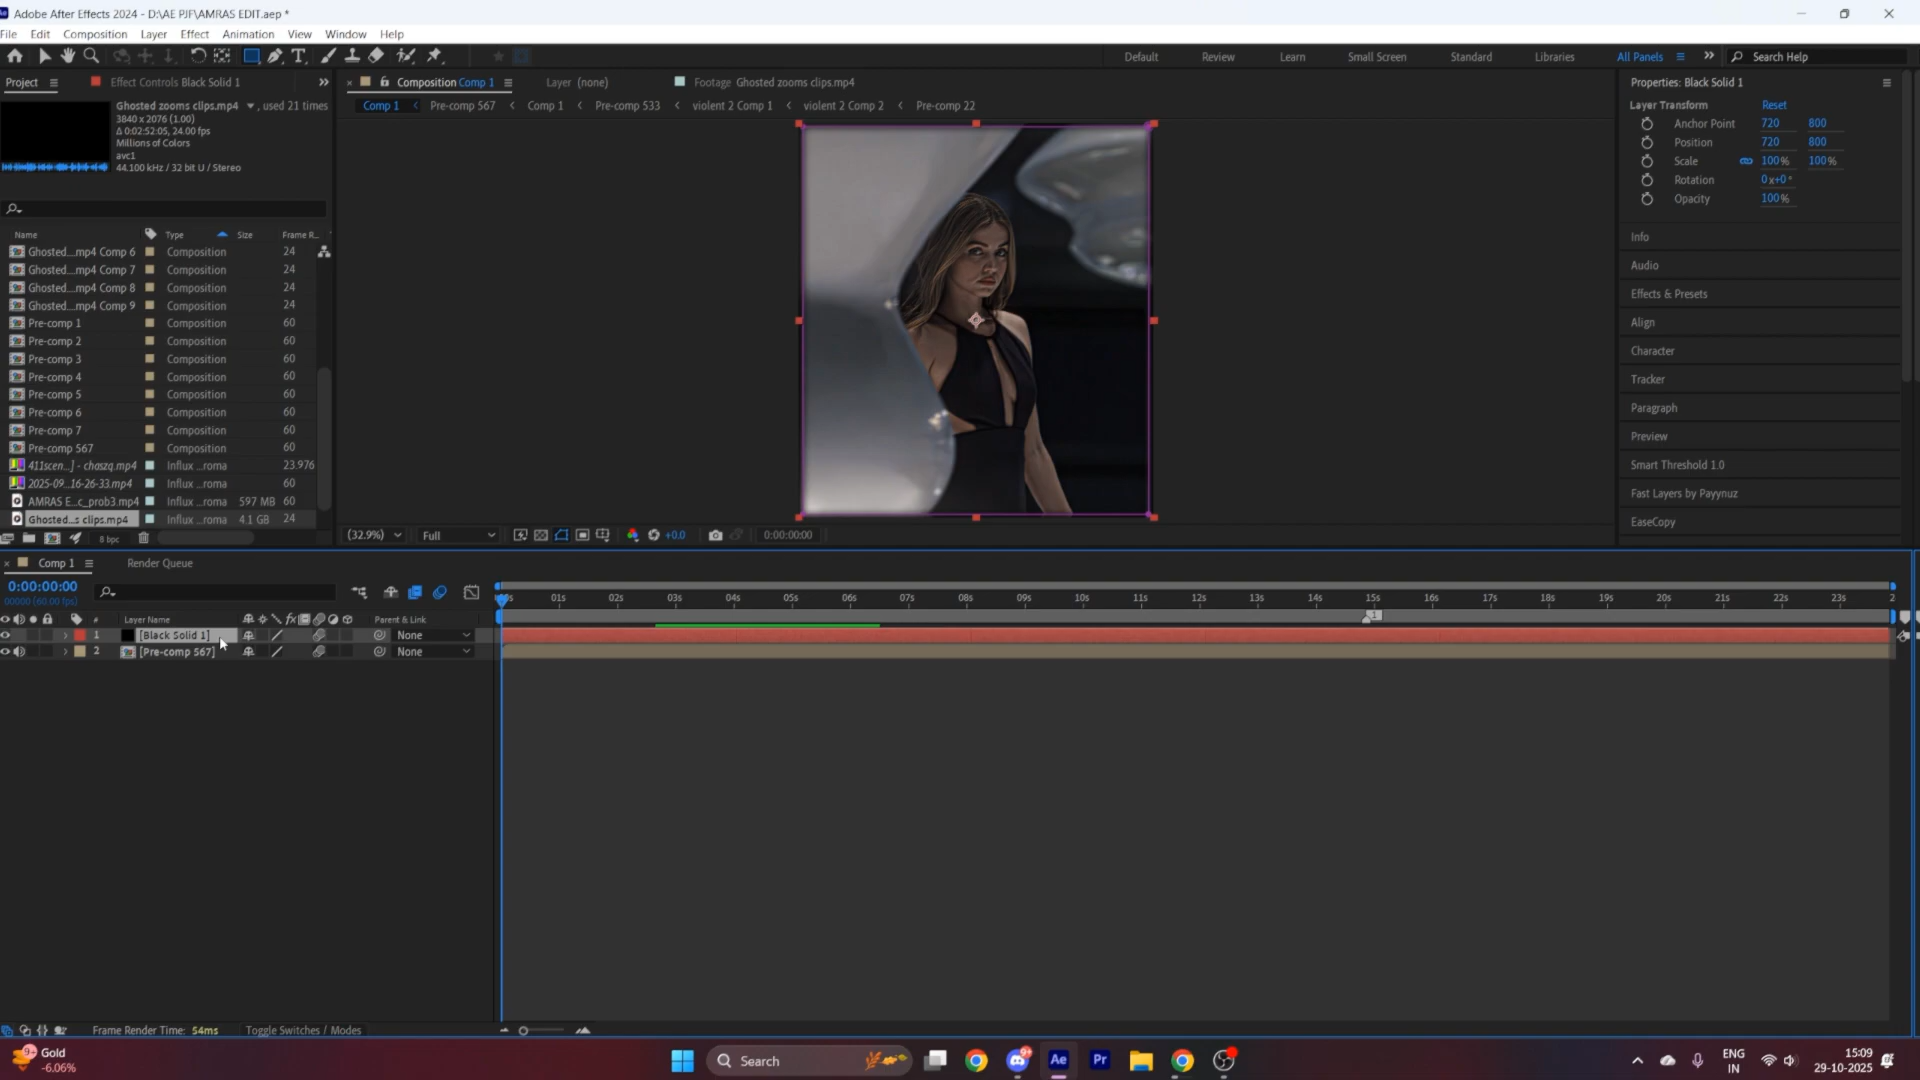 Adobe After Effects 2024 - D:\AE PJF\AMRAS EDIT.aep *
File Edit Composition Layer Effect Animation View Window Help
Default Review Learn Small Screen Standard Libraries All Panels Search Help
Project Effect Controls Black Solid 1
Composition Comp 1 Layer (none) Footage Ghosted zooms clips.mp4
Comp 1 Pre-comp 567 Comp 1 Pre-comp 533 violent 2 Comp 1 violent 2 Comp 2 Pre-comp 22
Ghosted zooms clips.mp4 , used 21 times
3840 x 2076 (1.00)
Δ 0:02:52:05, 24.00 fps
Millions of Colors
avc1
44.100 kHz / 32 bit U / Stereo
Name Type Size Frame R...
Ghosted...mp4 Comp 6 Composition 24
Ghosted...mp4 Comp 7 Composition 24
Ghosted...mp4 Comp 8 Composition 24
Ghosted...mp4 Comp 9 Composition 24
Pre-comp 1 Composition 60
Pre-comp 2 Composition 60
Pre-comp 3 Composition 60
Pre-comp 4 Composition 60
Pre-comp 5 Composition 60
Pre-comp 6 Composition 60
Pre-comp 7 Composition 60
Pre-comp 567 Composition 60
411scen...] - chaszq.mp4 Influx ...roma 23.976
2025-09...16-26-33.mp4 Influx ...roma 60
AMRAS E...c_prob3.mp4 Influx ...roma 597 MB 60
Ghosted...s clips.mp4 Influx ...roma 4.1 GB 24
8 bpc
(32.9%) Full +0.0 0:00:00:00
Properties: Black Solid 1
Layer Transform Reset
Anchor Point 720 800
Position 720 800
Scale 100% 100%
Rotation 0x+0°
Opacity 100%
Info
Audio
Effects & Presets
Align
Character
Tracker
Paragraph
Preview
Smart Threshold 1.0
Fast Layers by Payynuz
EaseCopy
Comp 1 Render Queue
0:00:00:00
00000 (60.00 fps)
01s 02s 03s 04s 05s 06s 07s 08s 09s 10s 11s 12s 13s 14s 15s 16s 17s 18s 19s 20s 21s 22s 23s 2
# Layer Name fx Parent & Link 1
1 [Black Solid 1] None
2 [Pre-comp 567] None
Frame Render Time: 54ms Toggle Switches / Modes
9+ Gold
-6.06%
Search
Ae Pr
ENG
IN
15:09
29-10-2025